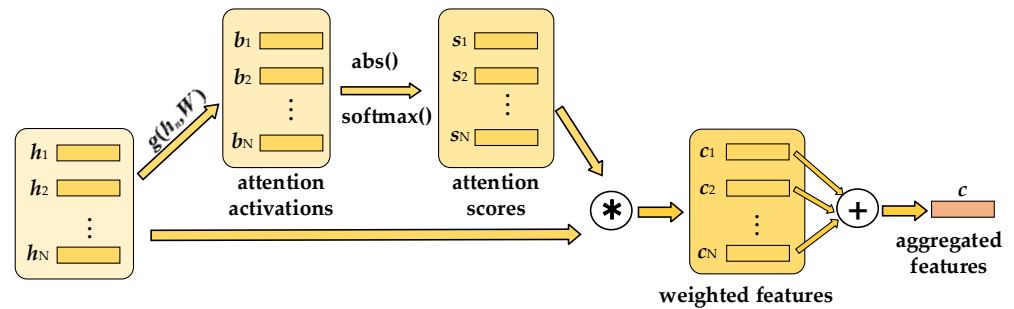 h1
h2
⋮
hN
g(hn,W)
b1
b2
⋮
bN
attention
activations
abs()
softmax()
s1
s2
⋮
sN
attention
scores
*
c1
c2
⋮
cN
weighted features
+
c
aggregated
features